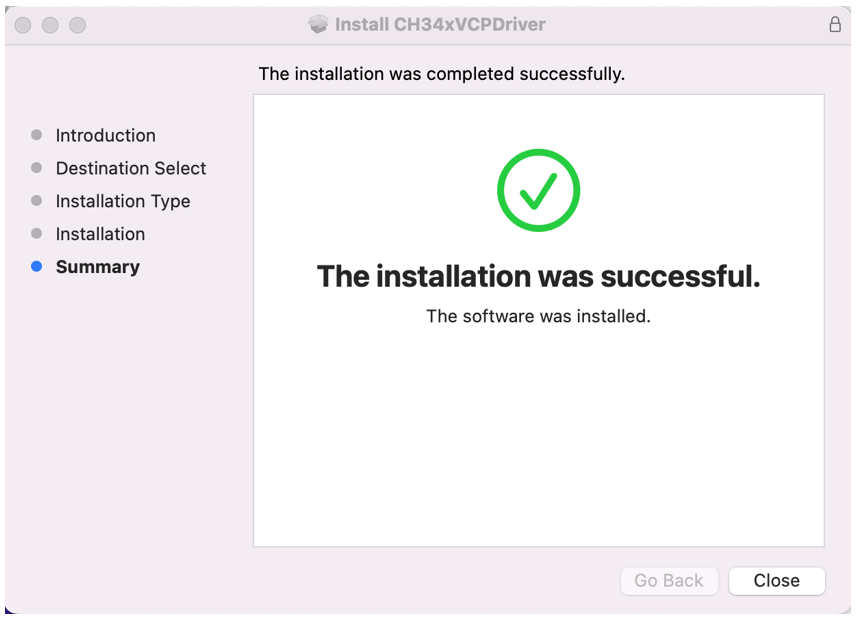 Install CH34xVCPDriver
The installation was completed successfully.
Introduction
Destination Select
Installation Type
Installation
Summary
The installation was successful.
The software was installed.
Go Back
Close